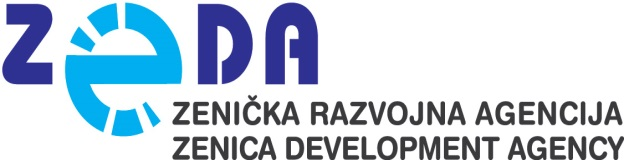 ZeDA
ZENIČKA RAZVOJNA AGENCIJA
ZENICA DEVELOPMENT AGENCY